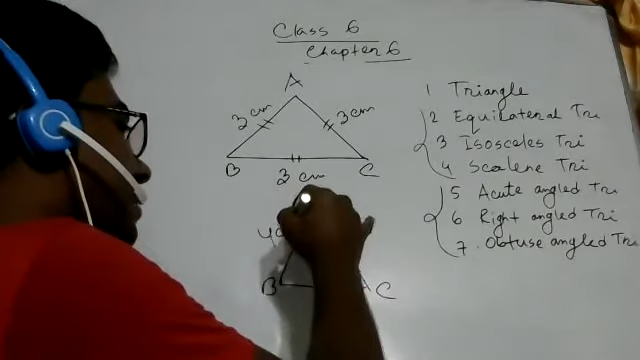 Class 6
Chapter 6
A
3 cm
3 cm
B
C
3 cm
B
C
1 Triangle
2 Equilateral Tri
3 Isoscales Tri
4 Scalene Tri
5 Acute angled Tri
6 Right angled Tri
7. Obtuse angled Tri